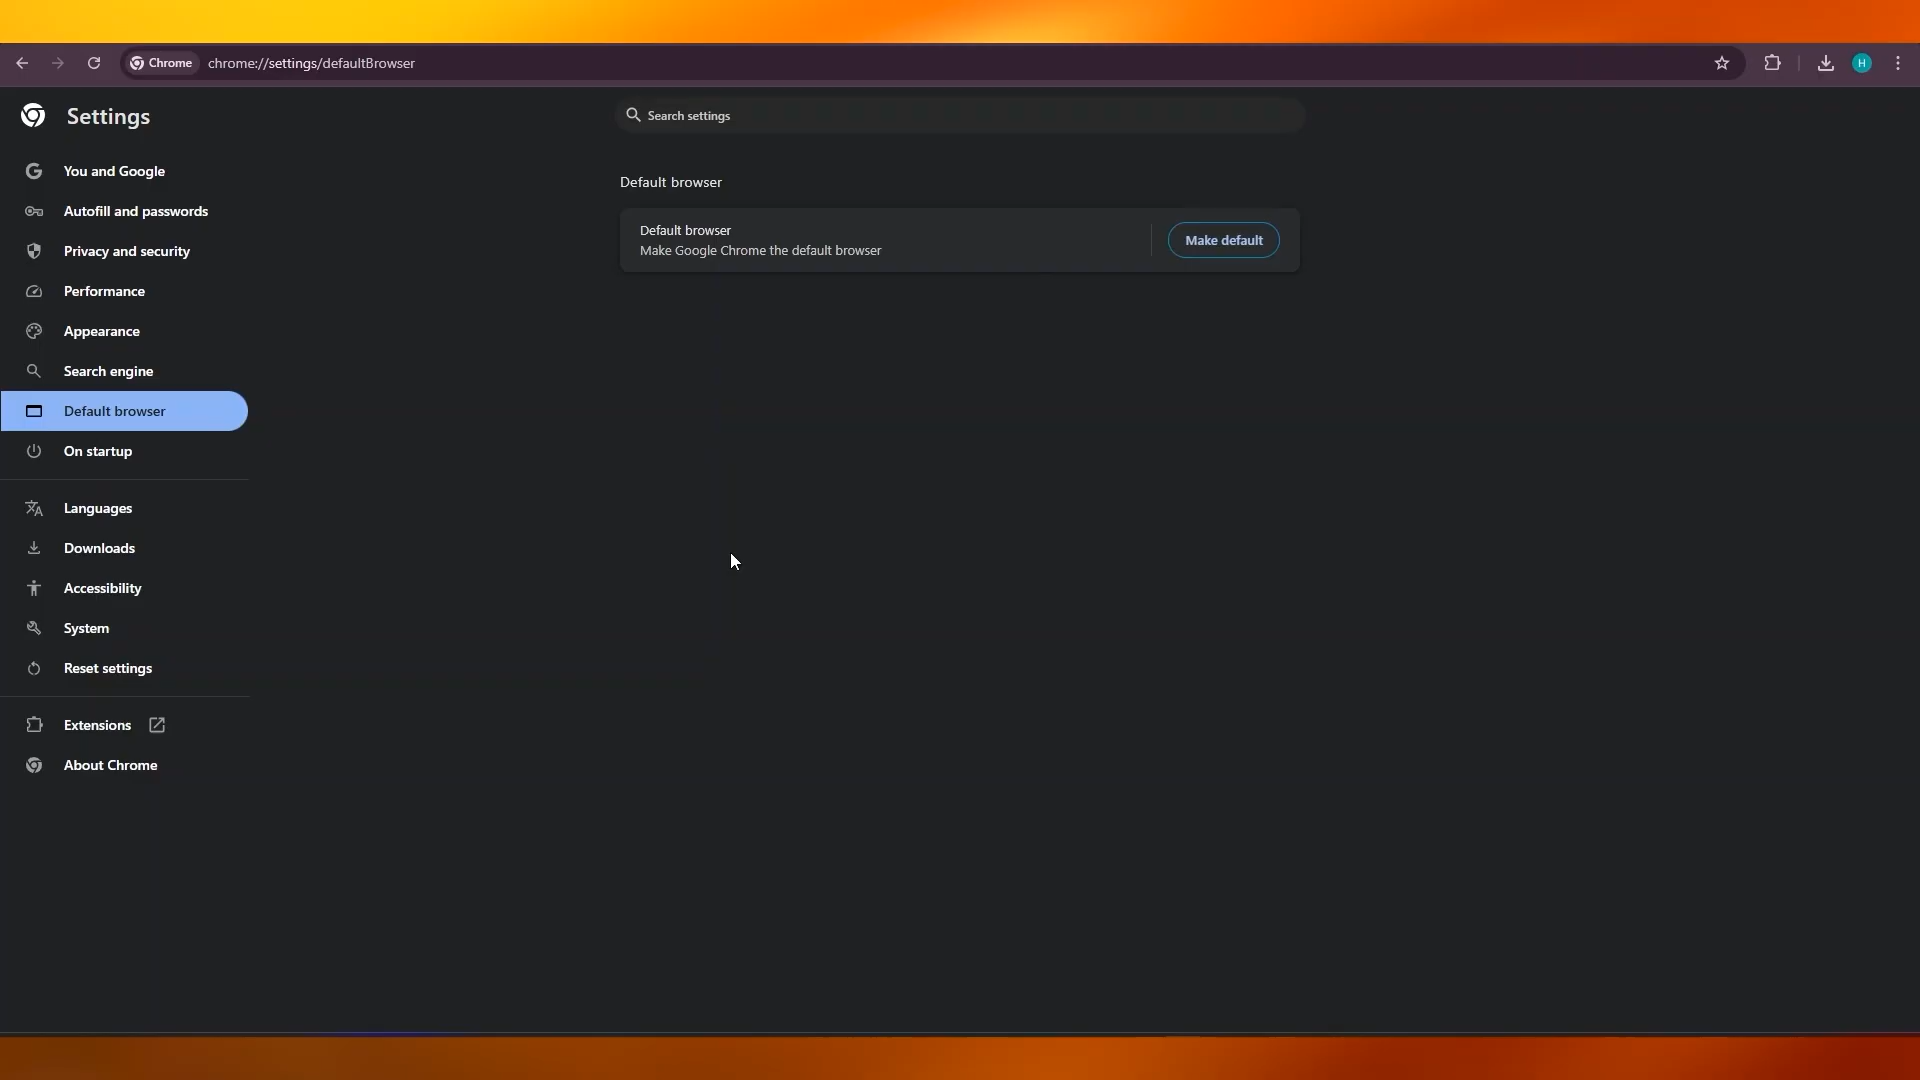 Chrome chrome://settings/defaultBrowser H
Settings
Search settings
You and Google
Autofill and passwords
Privacy and security
Performance
Appearance
Search engine
Default browser
On startup
Languages
Downloads
Accessibility
System
Reset settings
Extensions
About Chrome
Default browser
Default browser
Make Google Chrome the default browser
Make default